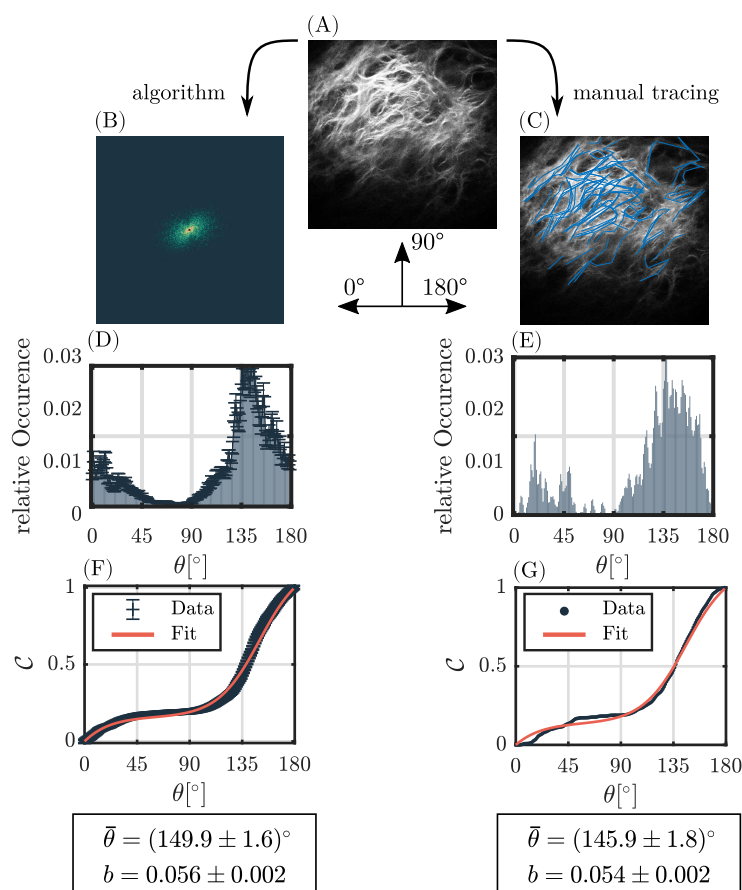 (A)
algorithm
manual tracing
(B)
(C)
90°
0°
180°
(D)
(E)
relative Occurence
0.03
0.02
0.01
0
0 45 90 135 180
θ[°]
relative Occurence
0.03
0.02
0.01
0
0 45 90 135 180
θ[°]
(F)
(G)
C
1
0.5
0
Data
Fit
0 45 90 135 180
θ[°]
C
1
0.5
0
Data
Fit
0 45 90 135 180
θ[°]
θ̄ = (149.9 ± 1.6)°
b = 0.056 ± 0.002
θ̄ = (145.9 ± 1.8)°
b = 0.054 ± 0.002